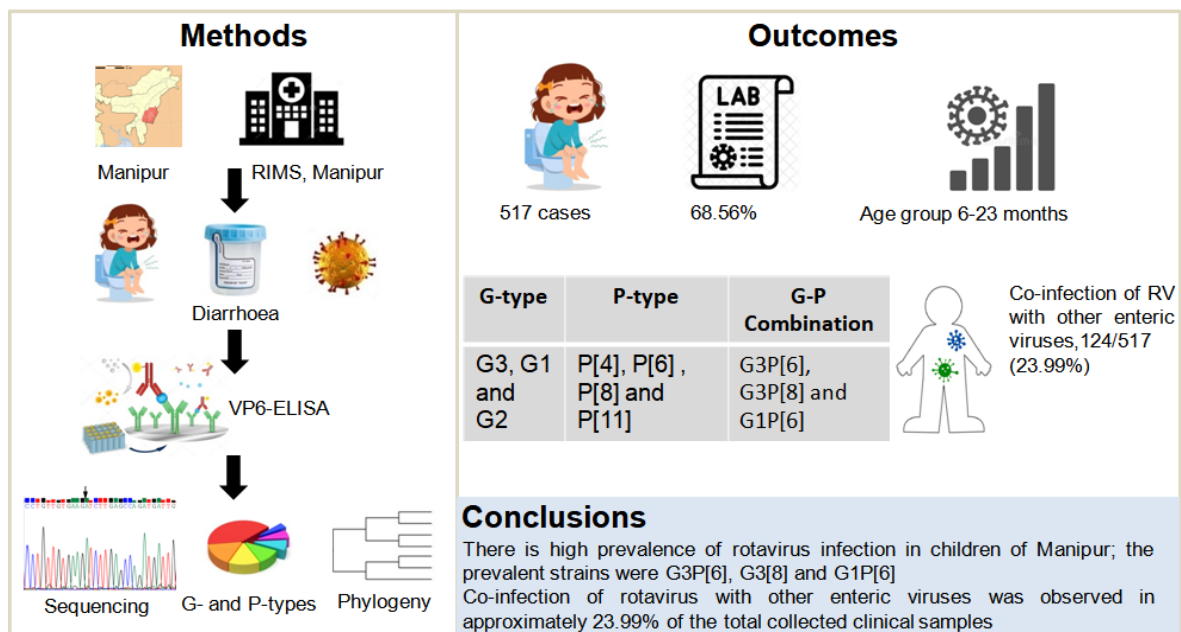 Methods
Manipur
RIMS, Manipur
Diarrhoea
VP6-ELISA
CCTGTTGTGAAGATCTTGAGCCAGATGATTG
Sequencing
G- and P-types
Phylogeny
Outcomes
LAB
517 cases
68.56%
Age group 6-23 months
G-type
P-type
G-P
Combination
G3, G1
and
G2
P[4], P[6] ,
P[8] and
P[11]
G3P[6],
G3P[8] and
G1P[6]
Co-infection of RV
with other enteric
viruses,124/517
(23.99%)
Conclusions
There is high prevalence of rotavirus infection in children of Manipur; the
prevalent strains were G3P[6], G3[8] and G1P[6]
Co-infection of rotavirus with other enteric viruses was observed in
approximately 23.99% of the total collected clinical samples